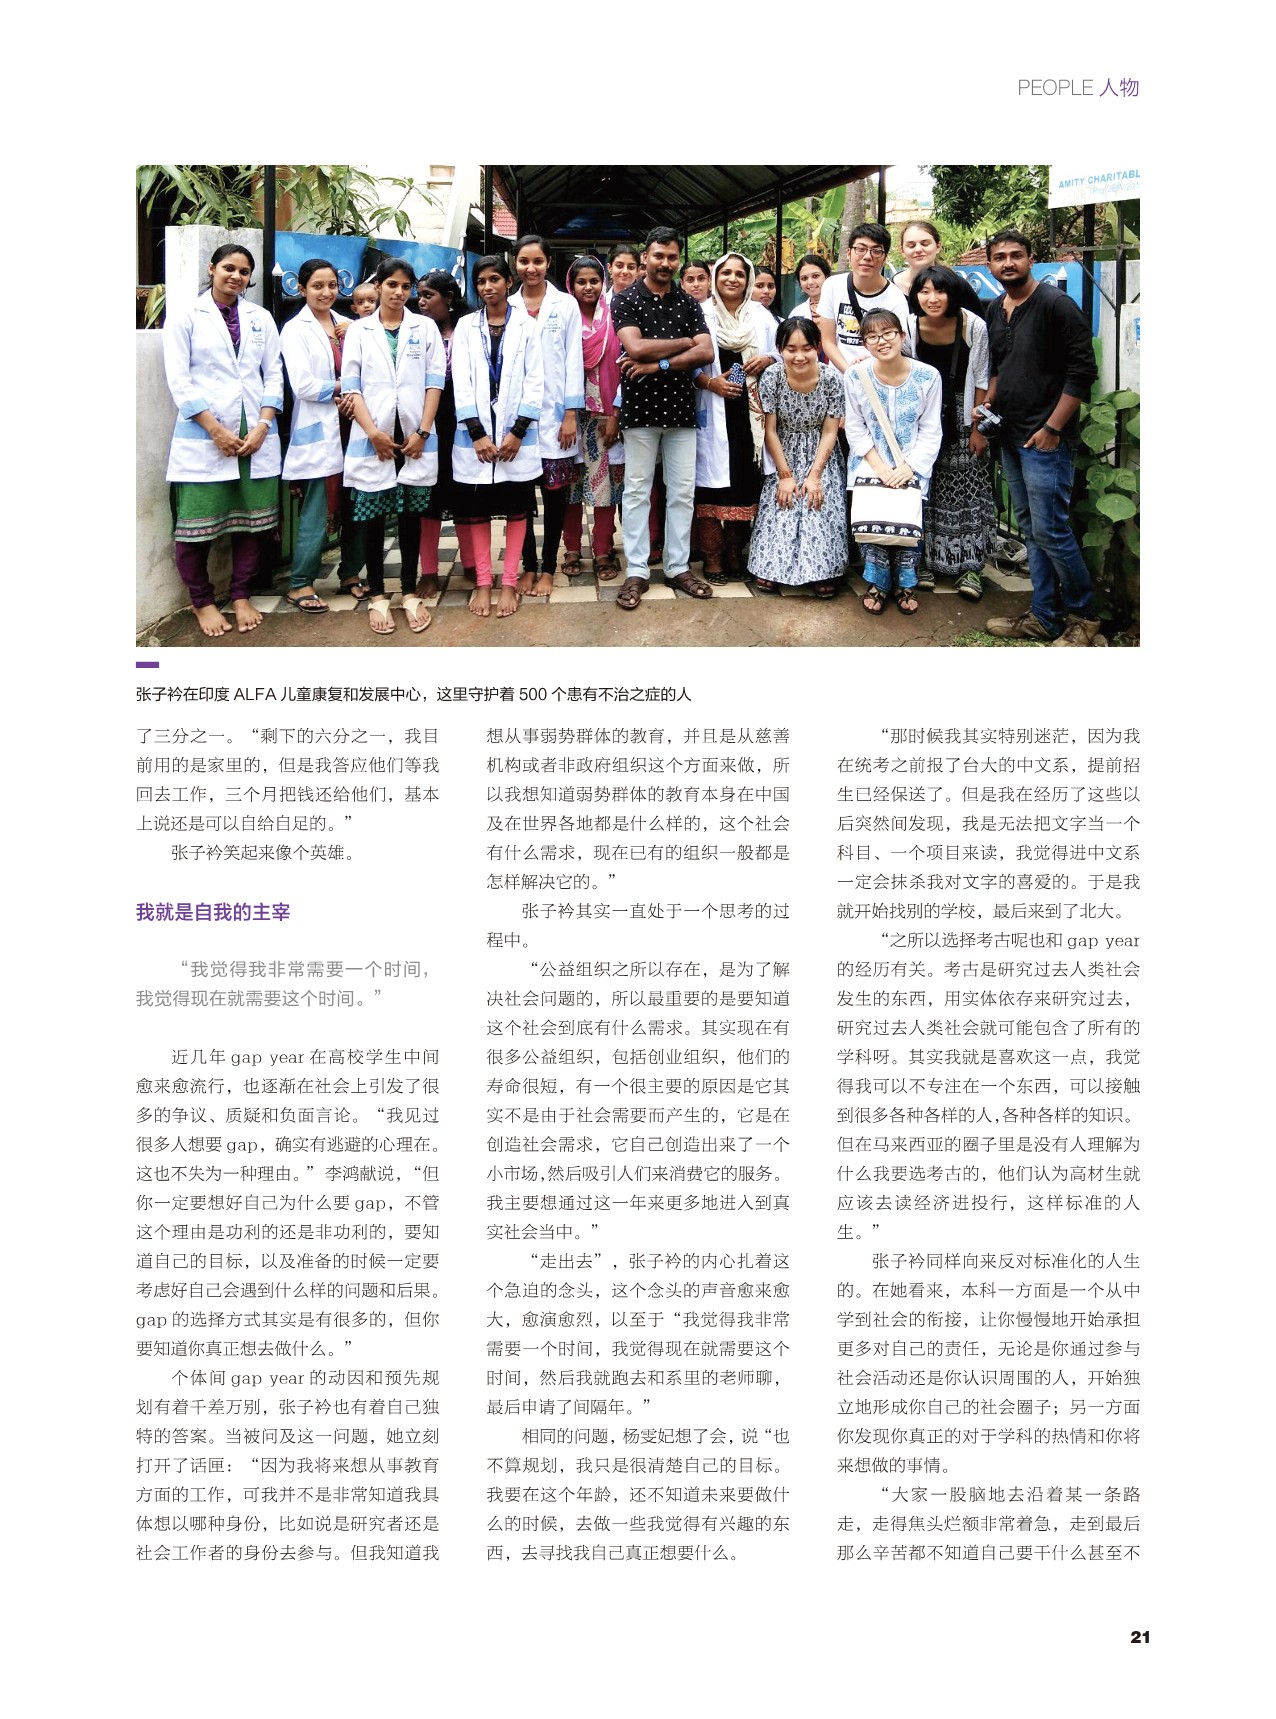 PEOPLE 人物
AMITY CHARITABL
张子衿在印度 ALFA 儿童康复和发展中心，这里守护着 500 个患有不治之症的人
了三分之一。“剩下的六分之一，我目
前用的是家里的，但是我答应他们等我
回去工作，三个月把钱还给他们，基本
上说还是可以自给自足的。”
张子衿笑起来像个英雄。
我就是自我的主宰
“我觉得我非常需要一个时间，
我觉得现在就需要这个时间。”
近几年 gap year 在高校学生中间
愈来愈流行，也逐渐在社会上引发了很
多的争议、质疑和负面言论。“我见过
很多人想要 gap，确实有逃避的心理在。
这也不失为一种理由。” 李鸿献说，“但
你一定要想好自己为什么要 gap，不管
这个理由是功利的还是非功利的，要知
道自己的目标，以及准备的时候一定要
考虑好自己会遇到什么样的问题和后果。
gap 的选择方式其实是有很多的，但你
要知道你真正想去做什么。”
个体间 gap year 的动因和预先规
划有着千差万别，张子衿也有着自己独
特的答案。当被问及这一问题，她立刻
打开了话匣：“因为我将来想从事教育
方面的工作，可我并不是非常知道我具
体想以哪种身份，比如说是研究者还是
社会工作者的身份去参与。但我知道我
想从事弱势群体的教育，并且是从慈善
机构或者非政府组织这个方面来做，所
以我想知道弱势群体的教育本身在中国
及在世界各地都是什么样的，这个社会
有什么需求，现在已有的组织一般都是
怎样解决它的。”
张子衿其实一直处于一个思考的过
程中。
“公益组织之所以存在，是为了解
决社会问题的，所以最重要的是要知道
这个社会到底有什么需求。其实现在有
很多公益组织，包括创业组织，他们的
寿命很短，有一个很主要的原因是它其
实不是由于社会需要而产生的，它是在
创造社会需求，它自己创造出来了一个
小市场，然后吸引人们来消费它的服务。
我主要想通过这一年来更多地进入到真
实社会当中。”
“走出去”，张子衿的内心扎着这
个急迫的念头，这个念头的声音愈来愈
大，愈演愈烈，以至于“我觉得我非常
需要一个时间，我觉得现在就需要这个
时间，然后我就跑去和系里的老师聊，
最后申请了间隔年。”
相同的问题，杨雯妃想了会，说“也
不算规划，我只是很清楚自己的目标。
我要在这个年龄，还不知道未来要做什
么的时候，去做一些我觉得有兴趣的东
西，去寻找我自己真正想要什么。
“那时候我其实特别迷茫，因为我
在统考之前报了台大的中文系，提前招
生已经保送了。但是我在经历了这些以
后突然间发现，我是无法把文字当一个
科目、一个项目来读，我觉得进中文系
一定会抹杀我对文字的喜爱的。于是我
就开始找别的学校，最后来到了北大。
“之所以选择考古呢也和 gap year
的经历有关。考古是研究过去人类社会
发生的东西，用实体依存来研究过去，
研究过去人类社会就可能包含了所有的
学科呀。其实我就是喜欢这一点，我觉
得我可以不专注在一个东西，可以接触
到很多各种各样的人，各种各样的知识。
但在马来西亚的圈子里是没有人理解为
什么我要选考古的，他们认为高材生就
应该去读经济进投行，这样标准的人
生。”
张子衿同样向来反对标准化的人生
的。在她看来，本科一方面是一个从中
学到社会的衔接，让你慢慢地开始承担
更多对自己的责任，无论是你通过参与
社会活动还是你认识周围的人，开始独
立地形成你自己的社会圈子；另一方面
你发现你真正的对于学科的热情和你将
来想做的事情。
“大家一股脑地去沿着某一条路
走，走得焦头烂额非常着急，走到最后
那么辛苦都不知道自己要干什么甚至不
21